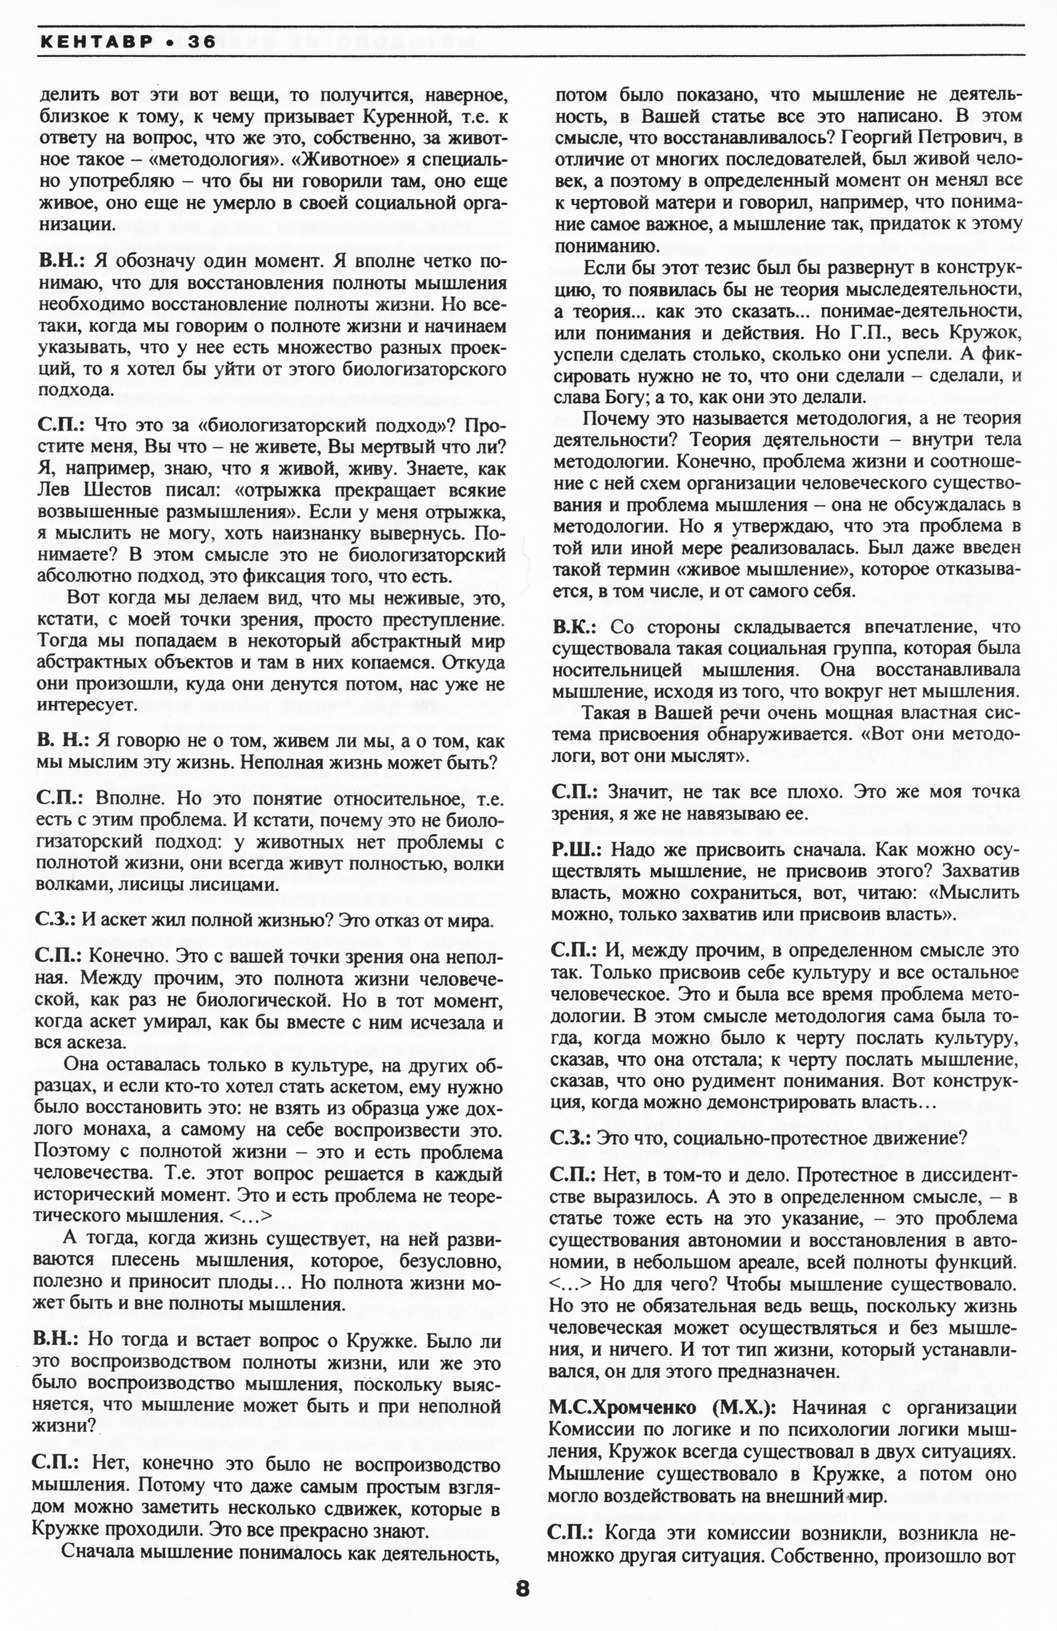 КЕНТАВР • 36
делить вот эти вот вещи, то получится, наверное,
близкое к тому, к чему призывает Куренной, т.е. к
ответу на вопрос, что же это, собственно, за живот-
ное такое – «методология». «Животное» я специаль-
но употребляю – что бы ни говорили там, оно еще
живое, оно еще не умерло в своей социальной орга-
низации.
В.Н.: Я обозначу один момент. Я вполне четко по-
нимаю, что для восстановления полноты мышления
необходимо восстановление полноты жизни. Но все-
таки, когда мы говорим о полноте жизни и начинаем
указывать, что у нее есть множество разных проек-
ций, то я хотел бы уйти от этого биологизаторского
подхода.
С.П.: Что это за «биологизаторский подход»? Про-
стите меня, Вы что – не живете, Вы мертвый что ли?
Я, например, знаю, что я живой, живу. Знаете, как
Лев Шестов писал: «отрыжка прекращает всякие
возвышенные размышления». Если у меня отрыжка,
я мыслить не могу, хоть наизнанку вывернусь. По-
нимаете? В этом смысле это не биологизаторский
абсолютно подход, это фиксация того, что есть.
Вот когда мы делаем вид, что мы неживые, это,
кстати, с моей точки зрения, просто преступление.
Тогда мы попадаем в некоторый абстрактный мир
абстрактных объектов и там в них копаемся. Откуда
они произошли, куда они денутся потом, нас уже не
интересует.
В. Н.: Я говорю не о том, живем ли мы, а о том, как
мы мыслим эту жизнь. Неполная жизнь может быть?
С.П.: Вполне. Но это понятие относительное, т.е.
есть с этим проблема. И кстати, почему это не биоло-
гизаторский подход: у животных нет проблемы с
полнотой жизни, они всегда живут полностью, волки
волками, лисицы лисицами.
С.З.: И аскет жил полной жизнью? Это отказ от мира.
С.П.: Конечно. Это с вашей точки зрения она непол-
ная. Между прочим, это полнота жизни человече-
ской, как раз не биологической. Но в тот момент,
когда аскет умирал, как бы вместе с ним исчезала и
вся аскеза.
Она оставалась только в культуре, на других об-
разцах, и если кто-то хотел стать аскетом, ему нужно
было восстановить это: не взять из образца уже дох-
лого монаха, а самому на себе воспроизвести это.
Поэтому с полнотой жизни – это и есть проблема
человечества. Т.е. этот вопрос решается в каждый
исторический момент. Это и есть проблема не теоре-
тического мышления. <…>
А тогда, когда жизнь существует, на ней разви-
ваются плесень мышления, которое, безусловно,
полезно и приносит плоды… Но полнота жизни мо-
жет быть и вне полноты мышления.
В.Н.: Но тогда и встает вопрос о Кружке. Было ли
это воспроизводством полноты жизни, или же это
было воспроизводство мышления, поскольку выяс-
няется, что мышление может быть и при неполной
жизни?
С.П.: Нет, конечно это было не воспроизводство
мышления. Потому что даже самым простым взгля-
дом можно заметить несколько сдвижек, которые в
Кружке проходили. Это все прекрасно знают.
Сначала мышление понималось как деятельность,
потом было показано, что мышление не деятель-
ность, в Вашей статье все это написано. В этом
смысле, что восстанавливалось? Георгий Петрович, в
отличие от многих последователей, был живой чело-
век, а поэтому в определенный момент он менял все
к чертовой матери и говорил, например, что понима-
ние самое важное, а мышление так, придаток к этому
пониманию.
Если бы этот тезис был бы развернут в конструк-
цию, то появилась бы не теория мыследеятельности,
а теория... как это сказать... понимае-деятельности,
или понимания и действия. Но Г.П., весь Кружок,
успели сделать столько, сколько они успели. А фик-
сировать нужно не то, что они сделали – сделали, и
слава Богу; а то, как они это делали.
Почему это называется методология, а не теория
деятельности? Теория деятельности – внутри тела
методологии. Конечно, проблема жизни и соотноше-
ние с ней схем организации человеческого существо-
вания и проблема мышления – она не обсуждалась в
методологии. Но я утверждаю, что эта проблема в
той или иной мере реализовалась. Был даже введен
такой термин «живое мышление», которое отказыва-
ется, в том числе, и от самого себя.
В.К.: Со стороны складывается впечатление, что
существовала такая социальная группа, которая была
носительницей мышления. Она восстанавливала
мышление, исходя из того, что вокруг нет мышления.
Такая в Вашей речи очень мощная властная сис-
тема присвоения обнаруживается. «Вот они методо-
логи, вот они мыслят».
С.П.: Значит, не так все плохо. Это же моя точка
зрения, я же не навязываю ее.
Р.Ш.: Надо же присвоить сначала. Как можно осу-
ществлять мышление, не присвоив этого? Захватив
власть, можно сохраниться, вот, читаю: «Мыслить
можно, только захватив или присвоив власть».
С.П.: И, между прочим, в определенном смысле это
так. Только присвоив себе культуру и все остальное
человеческое. Это и была все время проблема мето-
дологии. В этом смысле методология сама была то-
гда, когда можно было к черту послать культуру,
сказав, что она отстала; к черту послать мышление,
сказав, что оно рудимент понимания. Вот конструк-
ция, когда можно демонстрировать власть…
С.З.: Это что, социально-протестное движение?
С.П.: Нет, в том-то и дело. Протестное в диссидент-
стве выразилось. А это в определенном смысле, – в
статье тоже есть на это указание, – это проблема
существования автономии и восстановления в авто-
номии, в небольшом ареале, всей полноты функций.
<…> Но для чего? Чтобы мышление существовало.
Но это не обязательная ведь вещь, поскольку жизнь
человеческая может осуществляться и без мышле-
ния, и ничего. И тот тип жизни, который устанавли-
вался, он для этого предназначен.
М.С.Хромченко (М.Х.): Начиная с организации
Комиссии по логике и по психологии логики мыш-
ления, Кружок всегда существовал в двух ситуациях.
Мышление существовало в Кружке, а потом оно
могло воздействовать на внешний мир.
С.П.: Когда эти комиссии возникли, возникла не-
множко другая ситуация. Собственно, произошло вот
8